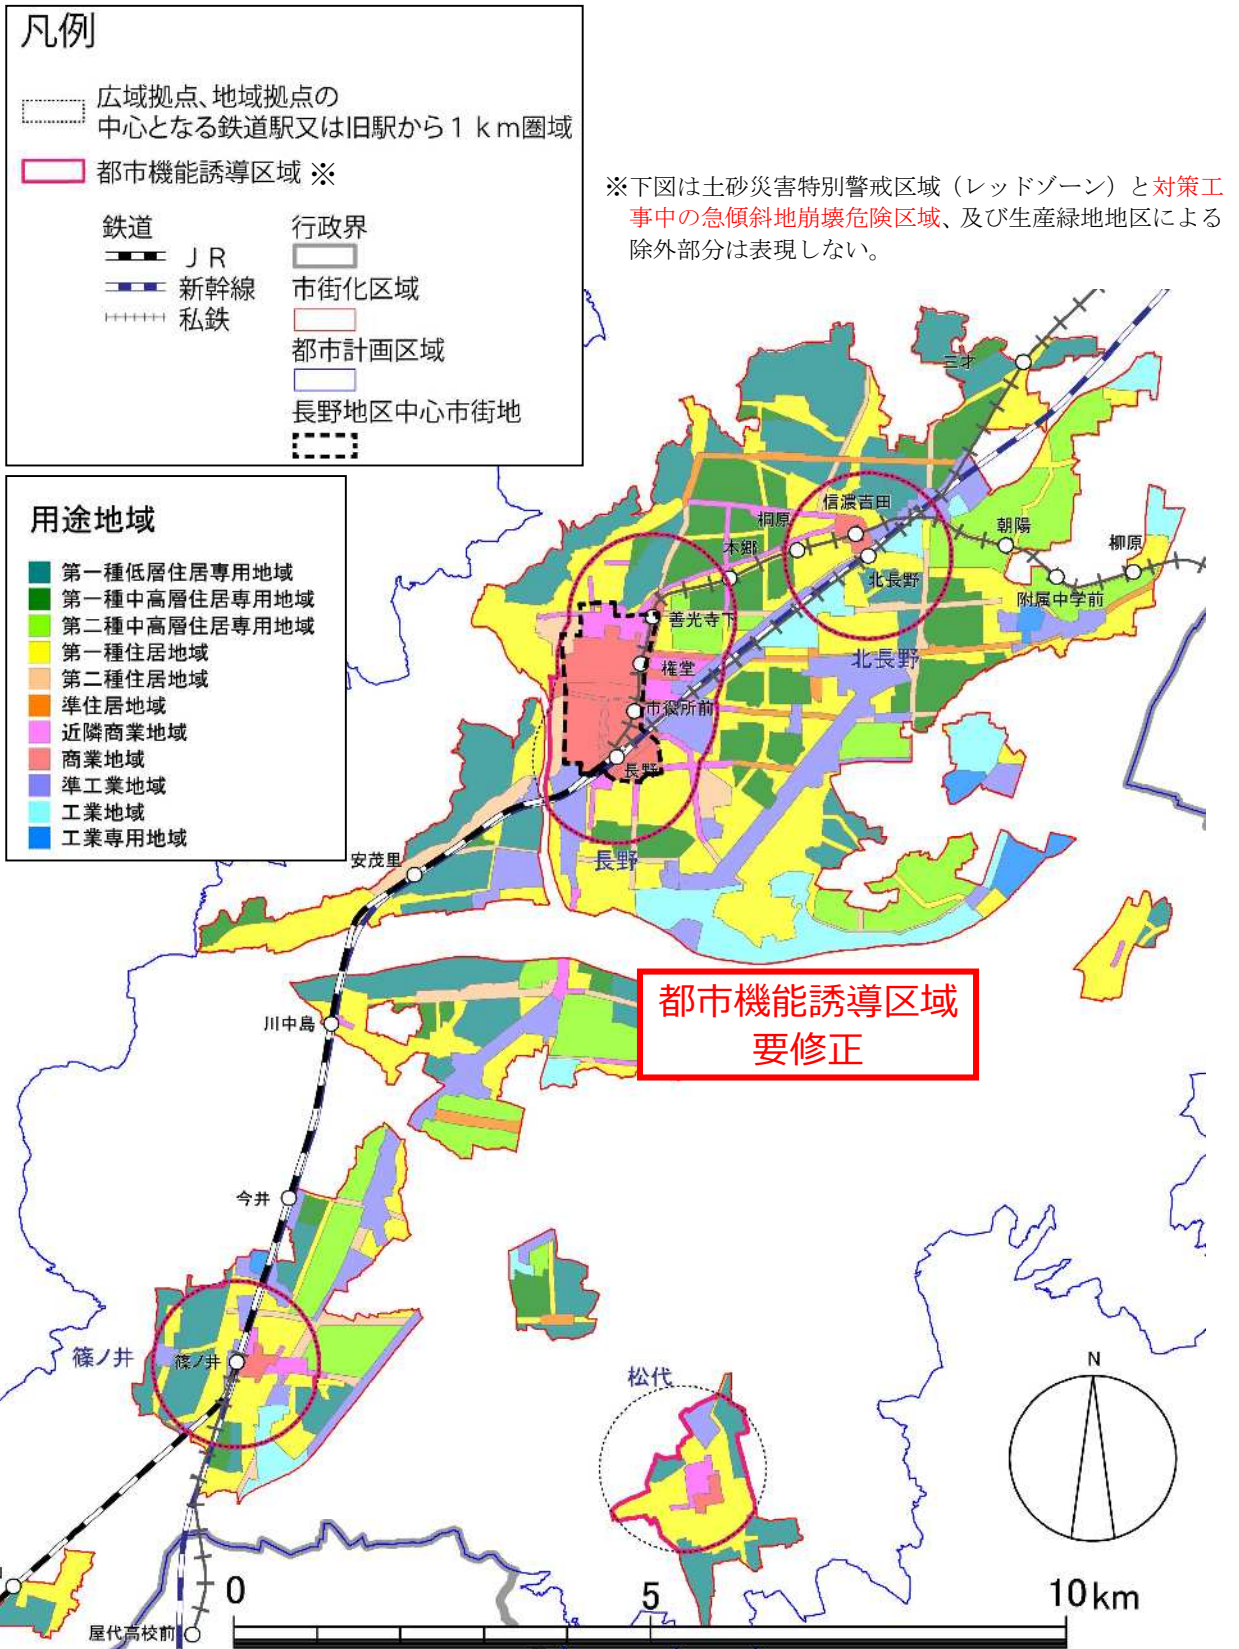 凡例
広域拠点、地域拠点の
中心となる鉄道駅又は旧駅から１ｋｍ圏域
都市機能誘導区域 ※
鉄道
ＪＲ
新幹線
私鉄
行政界
市街化区域
都市計画区域
長野地区中心市街地
※下図は土砂災害特別警戒区域（レッドゾーン）と対策工
事中の急傾斜地崩壊危険区域、及び生産緑地地区による
除外部分は表現しない。
用途地域
第一種低層住居専用地域
第一種中高層住居専用地域
第二種中高層住居専用地域
第一種住居地域
第二種住居地域
準住居地域
近隣商業地域
商業地域
準工業地域
工業地域
工業専用地域
三才
信濃吉田
桐原
朝陽
柳原
本郷
北長野
附属中学前
善光寺下
北長野
権堂
市役所前
長野
長野
安茂里
都市機能誘導区域
要修正
川中島
今井
篠ノ井
篠ノ井
松代
N
0
5
10km
屋代高校前